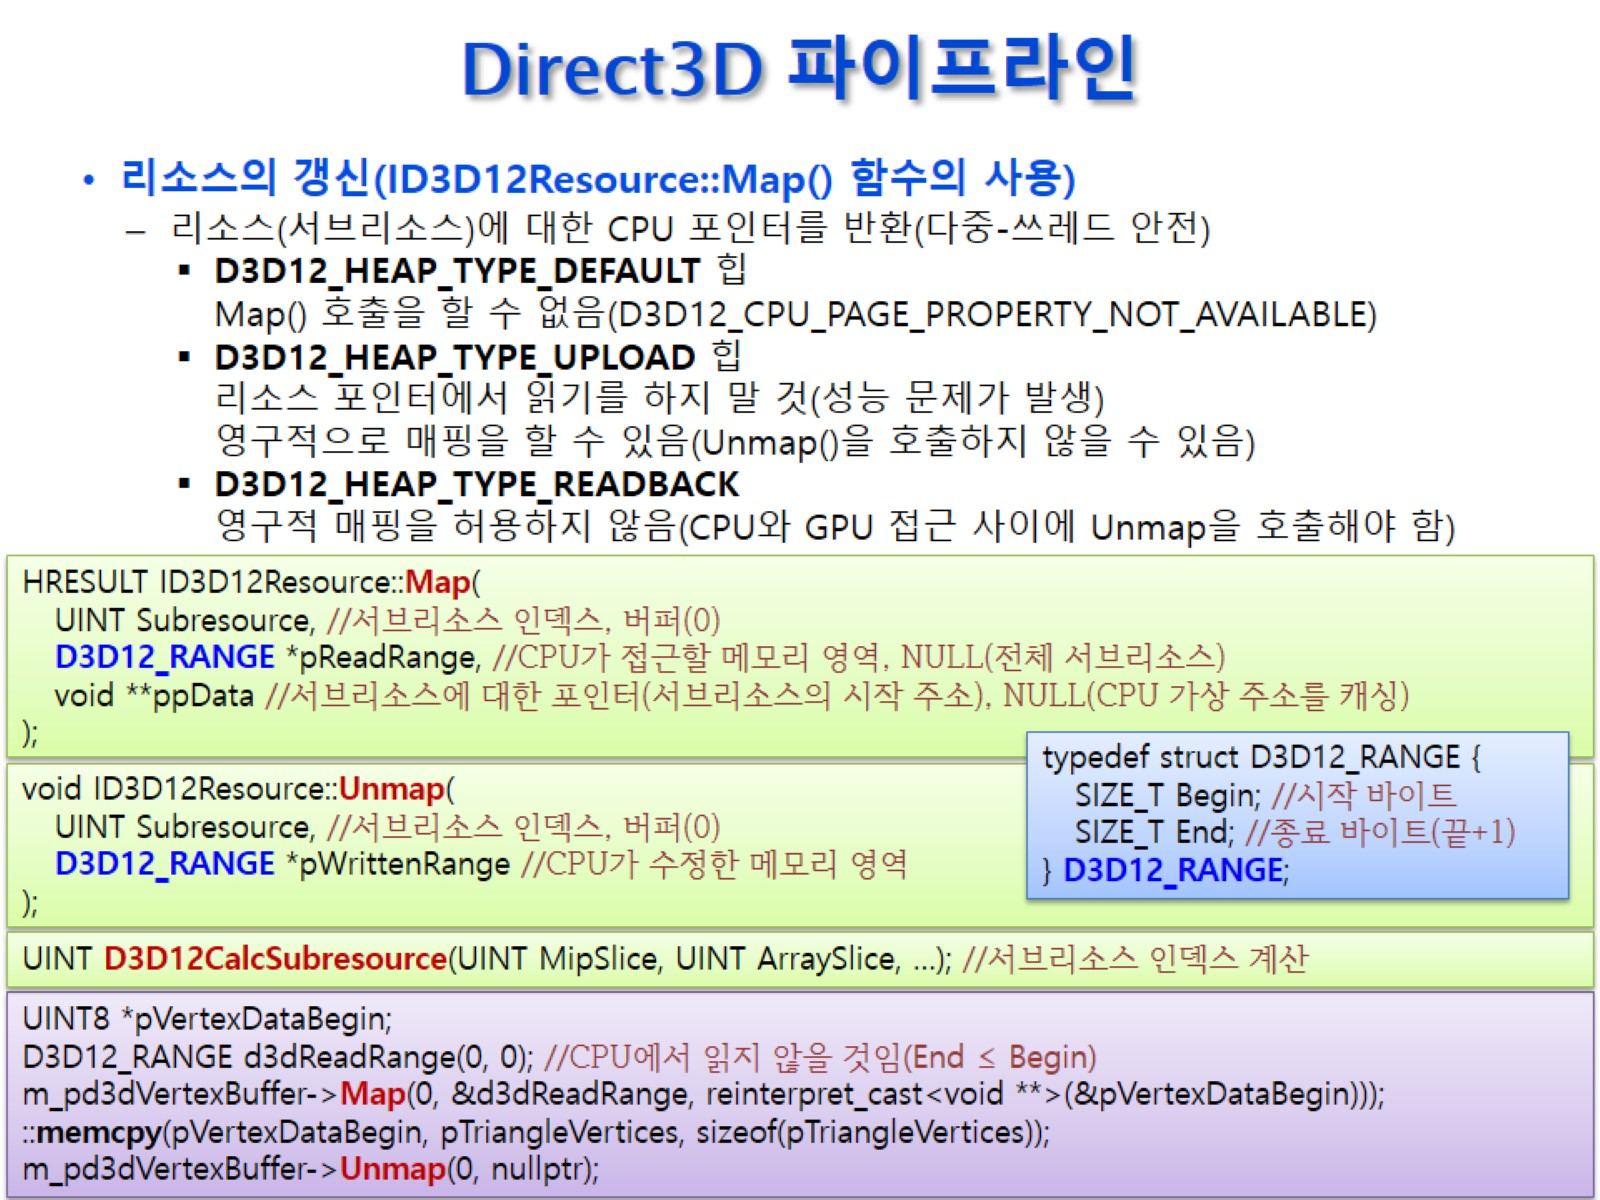 Direct3D 파이프라인
• 리소스의 갱신(ID3D12Resource::Map() 함수의 사용)
– 리소스(서브리소스)에 대한 CPU 포인터를 반환(다중-쓰레드 안전)
▪ D3D12_HEAP_TYPE_DEFAULT 힙
Map() 호출을 할 수 없음(D3D12_CPU_PAGE_PROPERTY_NOT_AVAILABLE)
▪ D3D12_HEAP_TYPE_UPLOAD 힙
리소스 포인터에서 읽기를 하지 말 것(성능 문제가 발생)
영구적으로 매핑을 할 수 있음(Unmap()을 호출하지 않을 수 있음)
▪ D3D12_HEAP_TYPE_READBACK
영구적 매핑을 허용하지 않음(CPU와 GPU 접근 사이에 Unmap을 호출해야 함)
HRESULT ID3D12Resource::Map(
UINT Subresource, //서브리소스 인덱스, 버퍼(0)
D3D12_RANGE *pReadRange, //CPU가 접근할 메모리 영역, NULL(전체 서브리소스)
void **ppData //서브리소스에 대한 포인터(서브리소스의 시작 주소), NULL(CPU 가상 주소를 캐싱)
);
void ID3D12Resource::Unmap(
UINT Subresource, //서브리소스 인덱스, 버퍼(0)
D3D12_RANGE *pWrittenRange //CPU가 수정한 메모리 영역
);
typedef struct D3D12_RANGE {
SIZE_T Begin; //시작 바이트
SIZE_T End; //종료 바이트(끝+1)
} D3D12_RANGE;
UINT D3D12CalcSubresource(UINT MipSlice, UINT ArraySlice, ...); //서브리소스 인덱스 계산
UINT8 *pVertexDataBegin;
D3D12_RANGE d3dReadRange(0, 0); //CPU에서 읽지 않을 것임(End ≤ Begin)
m_pd3dVertexBuffer->Map(0, &d3dReadRange, reinterpret_cast<void **>(&pVertexDataBegin)));
::memcpy(pVertexDataBegin, pTriangleVertices, sizeof(pTriangleVertices));
m_pd3dVertexBuffer->Unmap(0, nullptr);